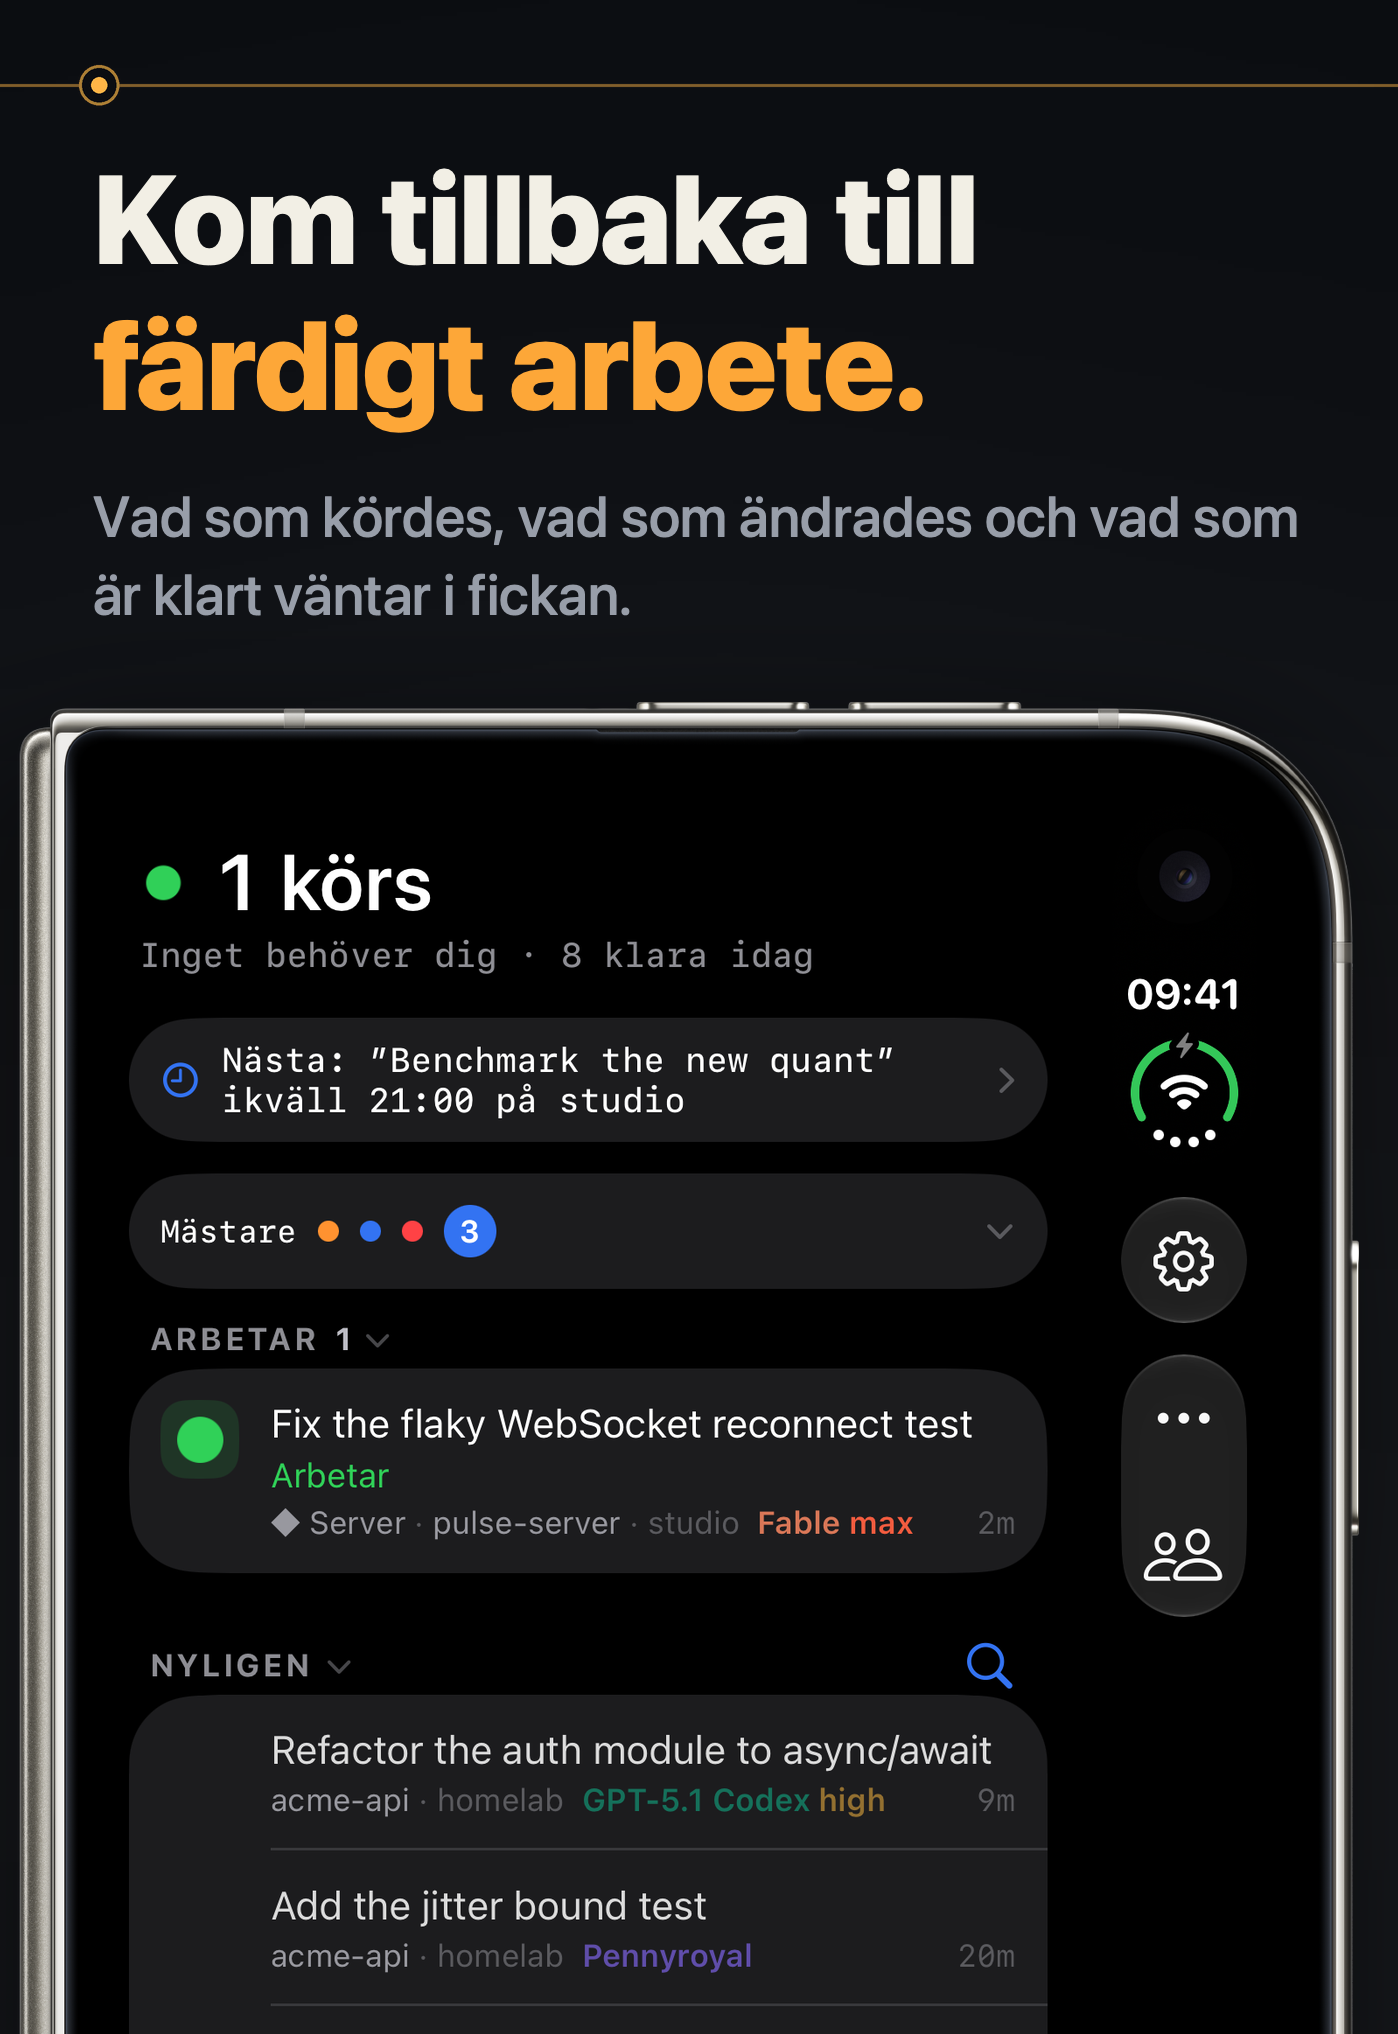 Kom tillbaka till
färdigt arbete.
Vad som kördes, vad som ändrades och vad som
är klart väntar i fickan.
1 körs
Inget behöver dig · 8 klara idag
09:41
Nästa: ”Benchmark the new quant”
ikväll 21:00 på studio
Mästare 3
ARBETAR 1
Fix the flaky WebSocket reconnect test
Arbetar
Server · pulse-server · studio Fable max 2m
NYLIGEN
Refactor the auth module to async/await
acme-api · homelab GPT-5.1 Codex high 9m
Add the jitter bound test
acme-api · homelab Pennyroyal 20m